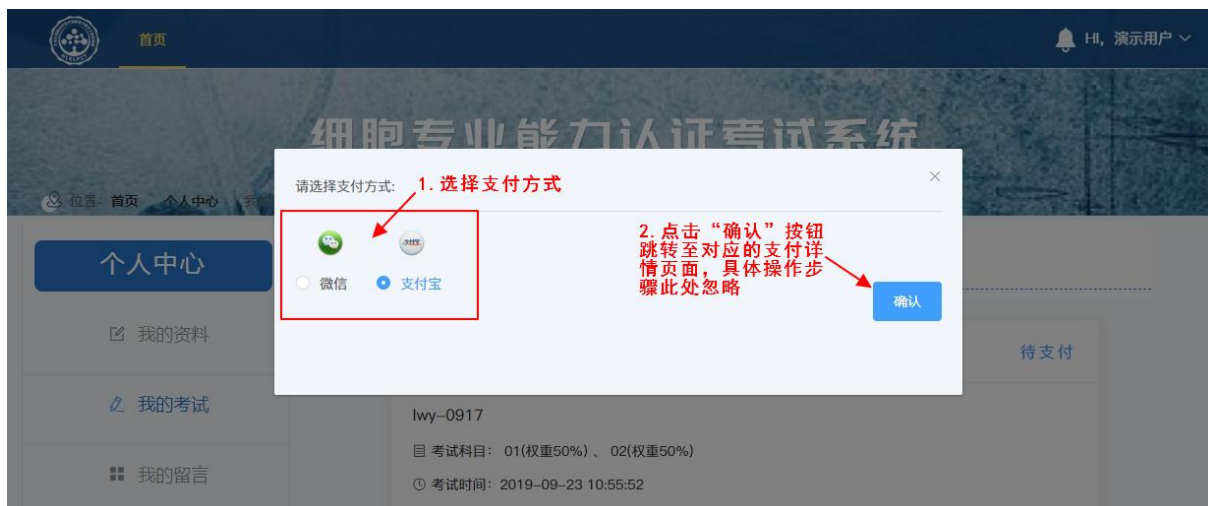 首页
HI，演示用户
细胞专业能力认证考试系统
位置：首页 个人中心 我
请选择支付方式:
1.选择支付方式
2.点击“确认”按钮
跳转至对应的支付详
情页面，具体操作步
骤此处忽略
支付宝
微信 支付宝
确认
个人中心
我的资料
我的考试
我的留言
待支付
lwy-0917
考试科目： 01(权重50%) 、 02(权重50%)
考试时间：2019-09-23 10:55:52